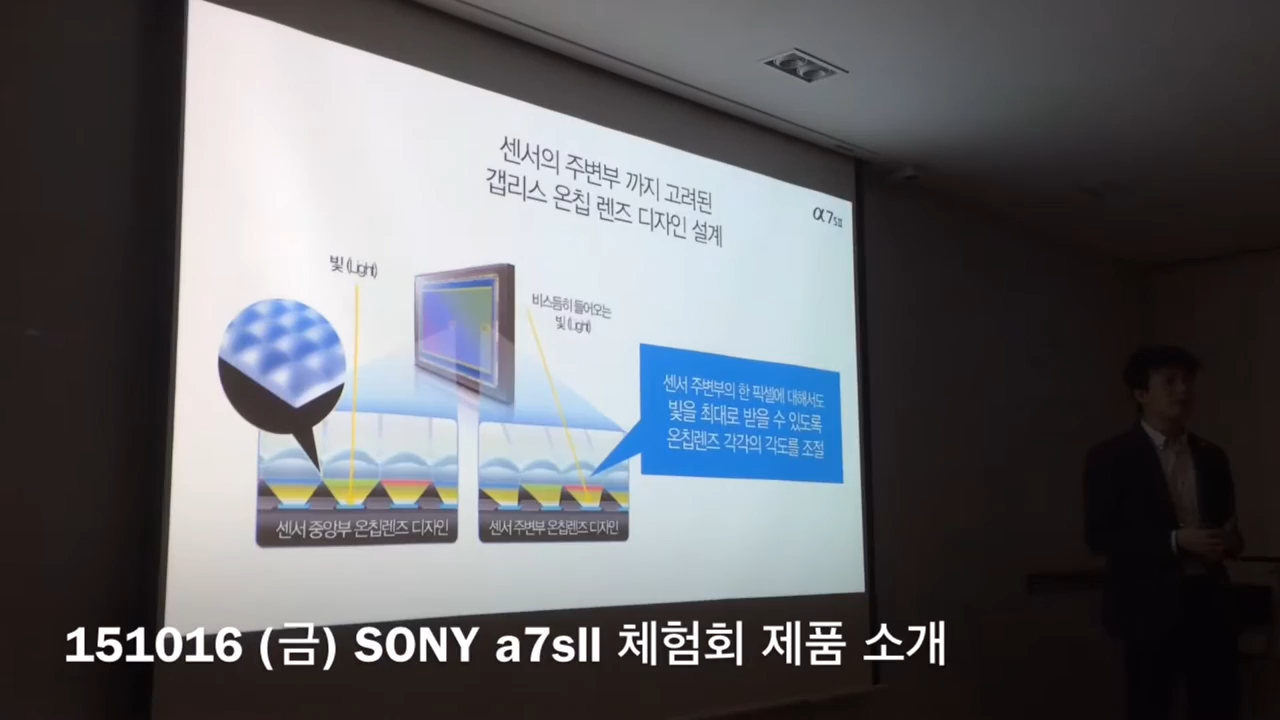 센서의 주변부 까지 고려된
갭리스 온칩 렌즈 디자인 설계
α7SII
빛 (Light)
비스듬히 들어오는
빛 (Light)
센서 주변부의 한 픽셀에 대해서도
빛을 최대로 받을 수 있도록
온칩렌즈 각각의 각도를 조절
센서 중앙부 온칩렌즈 디자인
센서 주변부 온칩렌즈 디자인
151016 (금) SONY a7sII 체험회 제품 소개